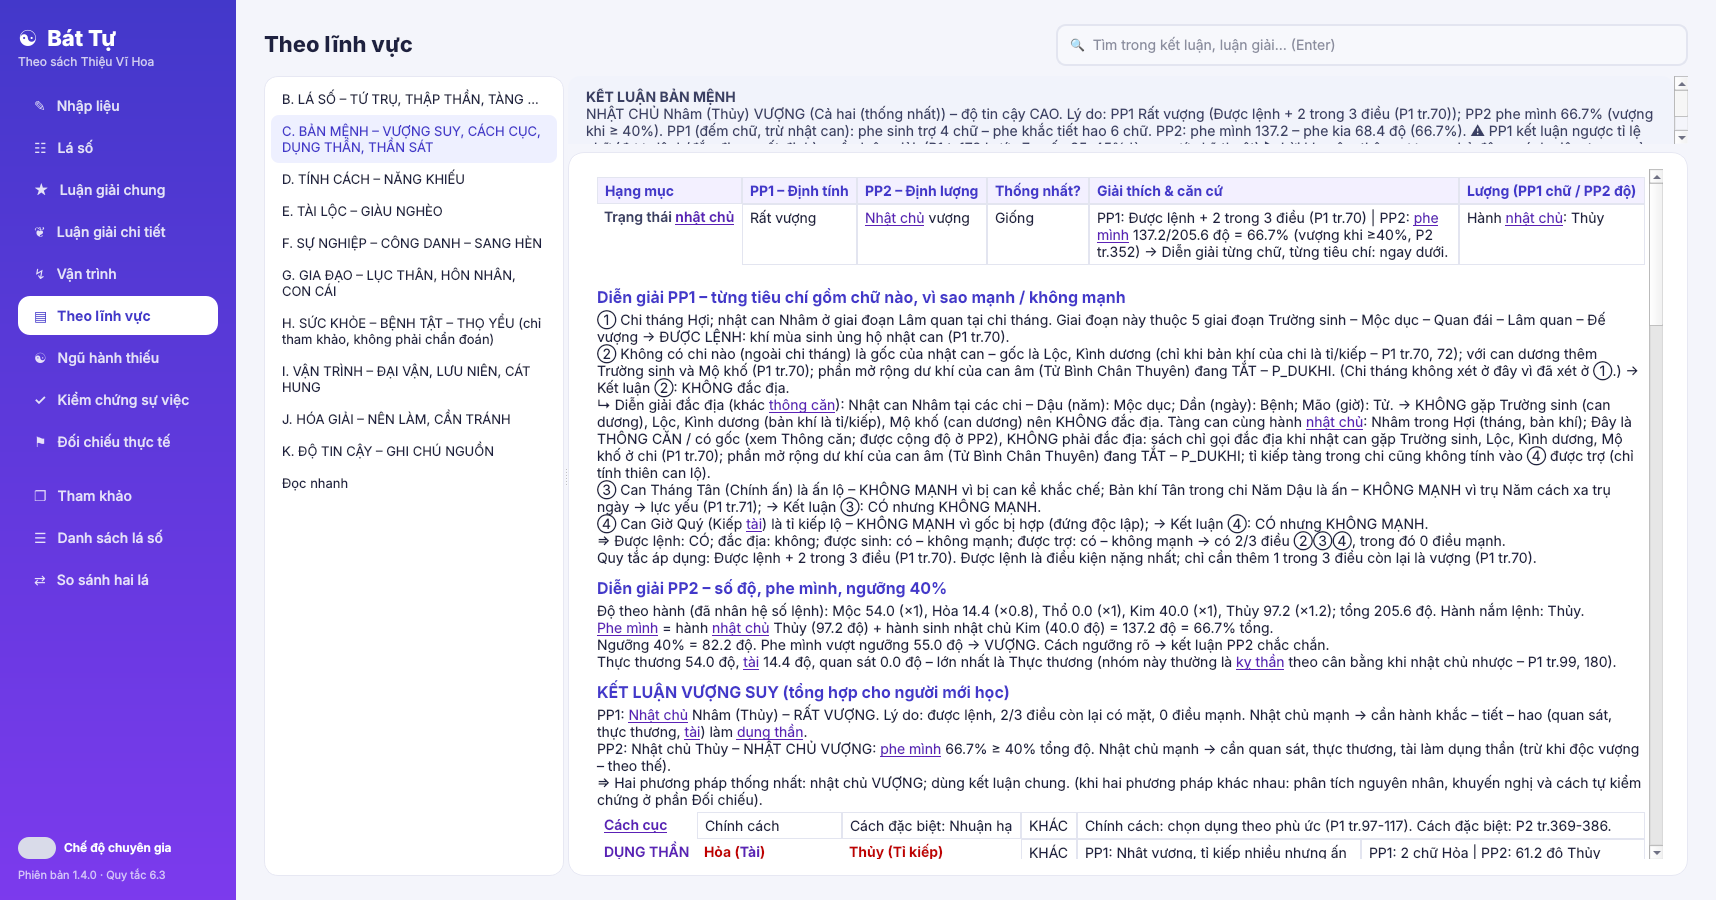 ☯ Bát Tự
Theo sách Thiệu Vĩ Hoa
✎ Nhập liệu
☷ Lá số
★ Luận giải chung
❦ Luận giải chi tiết
↯ Vận trình
▤ Theo lĩnh vực
☯ Ngũ hành thiếu
✓ Kiểm chứng sự việc
⚑ Đối chiếu thực tế
❐ Tham khảo
☰ Danh sách lá số
⇄ So sánh hai lá
Chế độ chuyên gia
Phiên bản 1.4.0 · Quy tắc 6.3
Theo lĩnh vực
🔍 Tìm trong kết luận, luận giải... (Enter)
B. LÁ SỐ – TỨ TRỤ, THẬP THẦN, TÀNG ...
C. BẢN MỆNH – VƯỢNG SUY, CÁCH CỤC,
DỤNG THẦN, THẦN SÁT
D. TÍNH CÁCH – NĂNG KHIẾU
E. TÀI LỘC – GIÀU NGHÈO
F. SỰ NGHIỆP – CÔNG DANH – SANG HÈN
G. GIA ĐẠO – LỤC THÂN, HÔN NHÂN,
CON CÁI
H. SỨC KHỎE – BỆNH TẬT – THỌ YẾU (chỉ
tham khảo, không phải chẩn đoán)
I. VẬN TRÌNH – ĐẠI VẬN, LƯU NIÊN, CÁT
HUNG
J. HÓA GIẢI – NÊN LÀM, CẦN TRÁNH
K. ĐỘ TIN CẬY – GHI CHÚ NGUỒN
Đọc nhanh
KẾT LUẬN BẢN MỆNH
NHẬT CHỦ Nhâm (Thủy) VƯỢNG (Cả hai (thống nhất)) – độ tin cậy CAO. Lý do: PP1 Rất vượng (Được lệnh + 2 trong 3 điều (P1 tr.70)); PP2 phe mình 66.7% (vượng
khi ≥ 40%). PP1 (đếm chữ, trừ nhật can): phe sinh trợ 4 chữ – phe khắc tiết hao 6 chữ. PP2: phe mình 137.2 – phe kia 68.4 độ (66.7%). ⚠ PP1 kết luận ngược tỉ lệ
Hạng mục PP1 – Định tính PP2 – Định lượng Thống nhất? Giải thích & căn cứ Lượng (PP1 chữ / PP2 độ)
Trạng thái nhật chủ Rất vượng Nhật chủ vượng Giống PP1: Được lệnh + 2 trong 3 điều (P1 tr.70) | PP2: phe Hành nhật chủ: Thủy
mình 137.2/205.6 độ = 66.7% (vượng khi ≥40%, P2
tr.352) → Diễn giải từng chữ, từng tiêu chí: ngay dưới.
Diễn giải PP1 – từng tiêu chí gồm chữ nào, vì sao mạnh / không mạnh
① Chi tháng Hợi; nhật can Nhâm ở giai đoạn Lâm quan tại chi tháng. Giai đoạn này thuộc 5 giai đoạn Trường sinh – Mộc dục – Quan đái – Lâm quan – Đế
vượng → ĐƯỢC LỆNH: khí mùa sinh ủng hộ nhật can (P1 tr.70).
② Không có chi nào (ngoài chi tháng) là gốc của nhật can – gốc là Lộc, Kình dương (chỉ khi bản khí của chi là tỉ/kiếp – P1 tr.70, 72); với can dương thêm
Trường sinh và Mộ khố (P1 tr.70); phần mở rộng dư khí của can âm (Tử Bình Chân Thuyên) đang TẮT – P_DUKHI. (Chi tháng không xét ở đây vì đã xét ở ①.) →
Kết luận ②: KHÔNG đắc địa.
↳ Diễn giải đắc địa (khác thông căn): Nhật can Nhâm tại các chi – Dậu (năm): Mộc dục; Dần (ngày): Bệnh; Mão (giờ): Tử. → KHÔNG gặp Trường sinh (can
dương), Lộc, Kình dương (bản khí là tỉ/kiếp), Mộ khố (can dương) nên KHÔNG đắc địa. Tàng can cùng hành nhật chủ: Nhâm trong Hợi (tháng, bản khí); Đây là
THÔNG CĂN / có gốc (xem Thông căn; được cộng độ ở PP2), KHÔNG phải đắc địa: sách chỉ gọi đắc địa khi nhật can gặp Trường sinh, Lộc, Kình dương, Mộ
khố ở chi (P1 tr.70); phần mở rộng dư khí của can âm (Tử Bình Chân Thuyên) đang TẮT – P_DUKHI; tỉ kiếp tàng trong chi cũng không tính vào ④ được trợ (chỉ
tính thiên can lộ).
③ Can Tháng Tân (Chính ấn) là ấn lộ – KHÔNG MẠNH vì bị can kề khắc chế; Bản khí Tân trong chi Năm Dậu là ấn – KHÔNG MẠNH vì trụ Năm cách xa trụ
ngày → lực yếu (P1 tr.71); → Kết luận ③: CÓ nhưng KHÔNG MẠNH.
④ Can Giờ Quý (Kiếp tài) là tỉ kiếp lộ – KHÔNG MẠNH vì gốc bị hợp (đứng độc lập); → Kết luận ④: CÓ nhưng KHÔNG MẠNH.
⇒ Được lệnh: CÓ; đắc địa: không; được sinh: có – không mạnh; được trợ: có – không mạnh → có 2/3 điều ②③④, trong đó 0 điều mạnh.
Quy tắc áp dụng: Được lệnh + 2 trong 3 điều (P1 tr.70). Được lệnh là điều kiện nặng nhất; chỉ cần thêm 1 trong 3 điều còn lại là vượng (P1 tr.70).
Diễn giải PP2 – số độ, phe mình, ngưỡng 40%
Độ theo hành (đã nhân hệ số lệnh): Mộc 54.0 (×1), Hỏa 14.4 (×0.8), Thổ 0.0 (×1), Kim 40.0 (×1), Thủy 97.2 (×1.2); tổng 205.6 độ. Hành nắm lệnh: Thủy.
Phe mình = hành nhật chủ Thủy (97.2 độ) + hành sinh nhật chủ Kim (40.0 độ) = 137.2 độ = 66.7% tổng.
Ngưỡng 40% = 82.2 độ. Phe mình vượt ngưỡng 55.0 độ → VƯỢNG. Cách ngưỡng rõ → kết luận PP2 chắc chắn.
Thực thương 54.0 độ, tài 14.4 độ, quan sát 0.0 độ – lớn nhất là Thực thương (nhóm này thường là kỵ thần theo cân bằng khi nhật chủ nhược – P1 tr.99, 180).
KẾT LUẬN VƯỢNG SUY (tổng hợp cho người mới học)
PP1: Nhật chủ Nhâm (Thủy) – RẤT VƯỢNG. Lý do: được lệnh, 2/3 điều còn lại có mặt, 0 điều mạnh. Nhật chủ mạnh → cần hành khắc – tiết – hao (quan sát,
thực thương, tài) làm dụng thần.
PP2: Nhật chủ Thủy – NHẬT CHỦ VƯỢNG: phe mình 66.7% ≥ 40% tổng độ. Nhật chủ mạnh → cần quan sát, thực thương, tài làm dụng thần (trừ khi độc vượng
– theo thế).
⇒ Hai phương pháp thống nhất: nhật chủ VƯỢNG; dùng kết luận chung. (khi hai phương pháp khác nhau: phân tích nguyên nhân, khuyến nghị và cách tự kiểm
chứng ở phần Đối chiếu).
Cách cục Chính cách Cách đặc biệt: Nhuận hạ KHÁC Chính cách: chọn dụng theo phù ức (P1 tr.97-117). Cách đặc biệt: P2 tr.369-386.
DỤNG THẦN Hỏa (Tài) Thủy (Tỉ kiếp) KHÁC PP1: Nhật vượng, tỉ kiếp nhiều nhưng ấn PP1: 2 chữ Hỏa | PP2: 61.2 độ Thủy